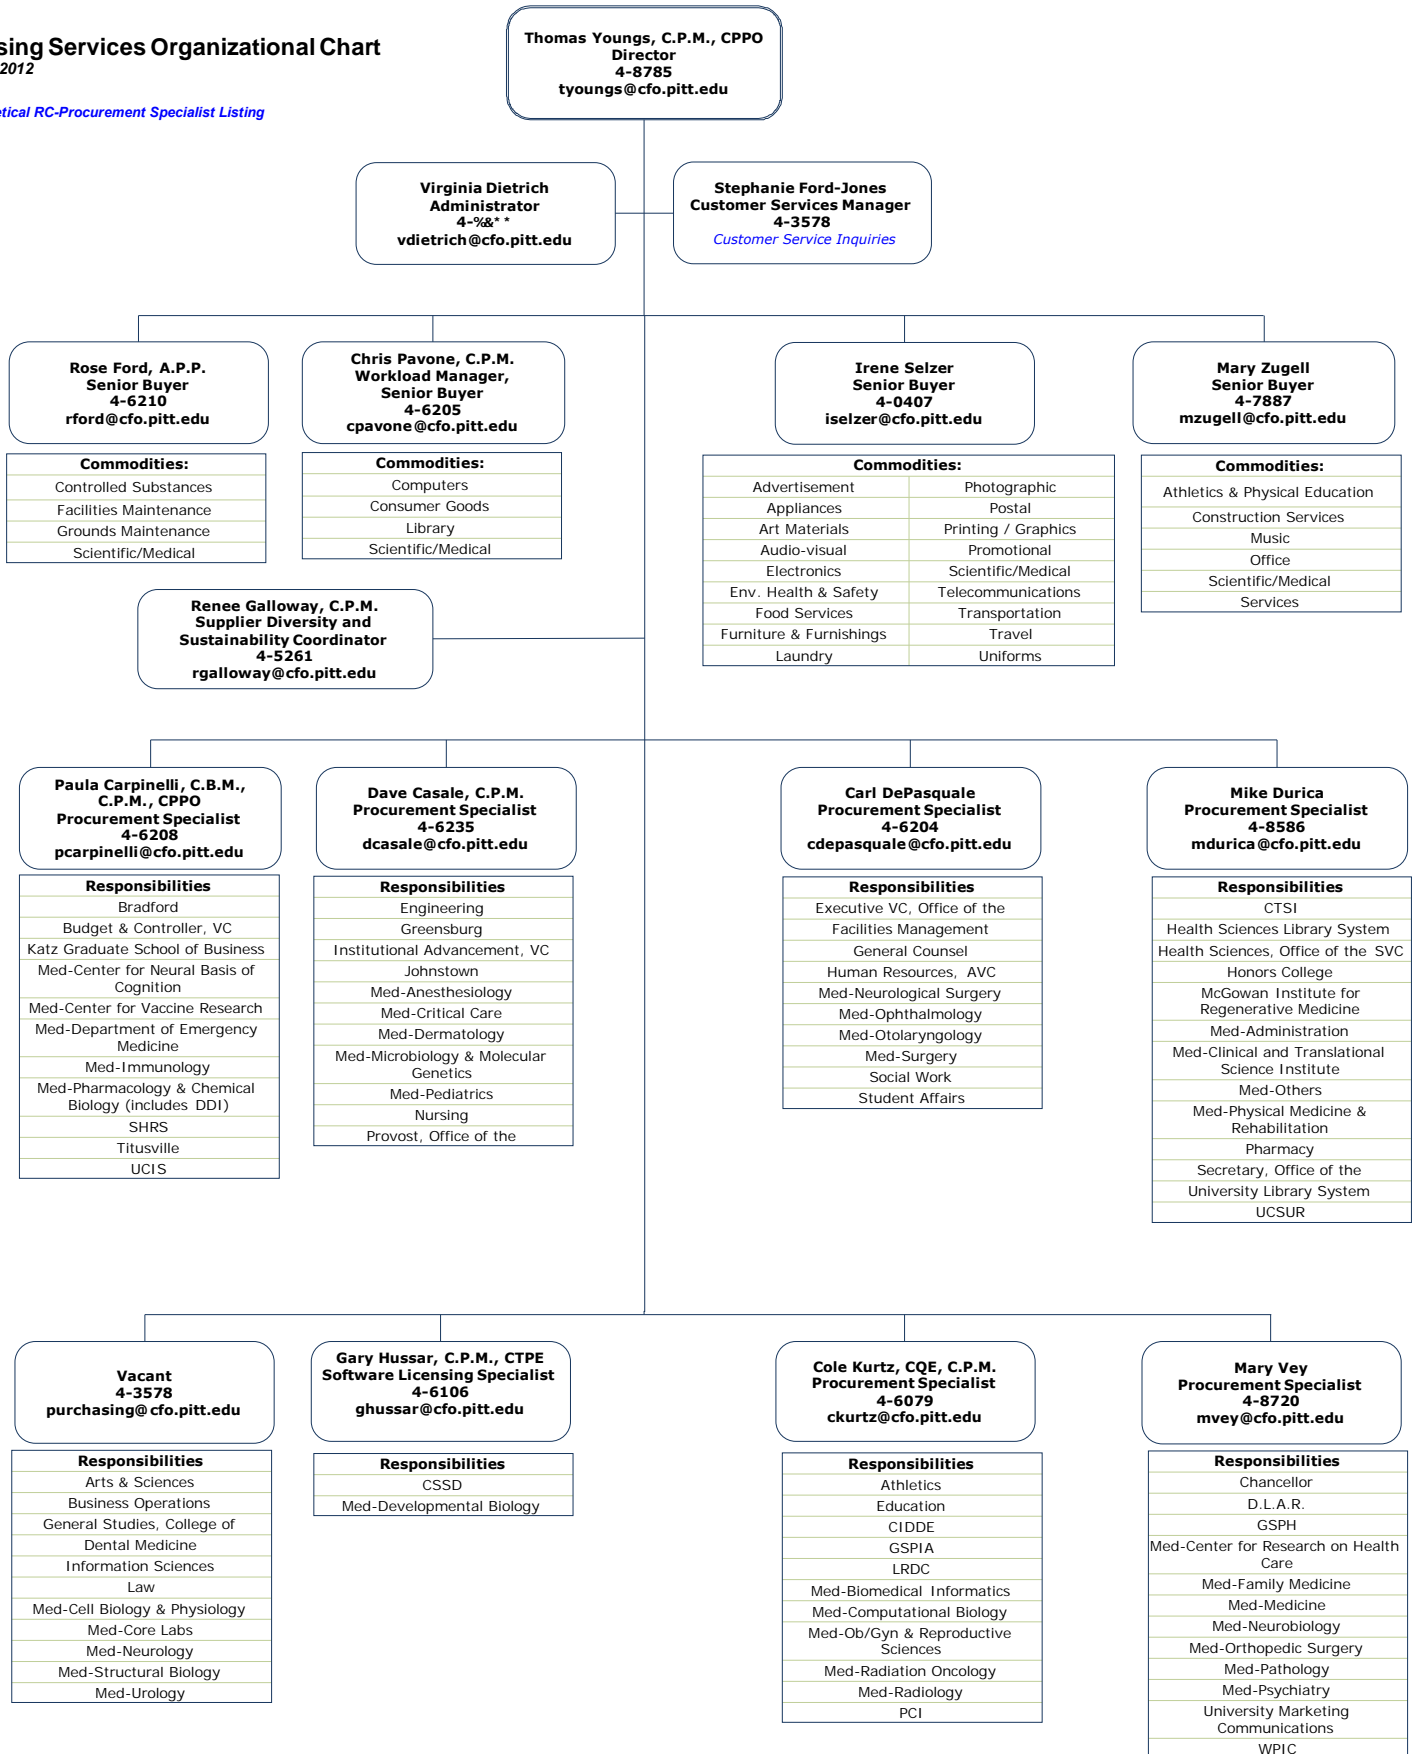 sing Services Organizational Chart
2012
etical RC-Procurement Specialist Listing
Thomas Youngs, C.P.M., CPPO
Director
4-8785
tyoungs@cfo.pitt.edu
Virginia Dietrich
Administrator
4-%&**
vdietrich@cfo.pitt.edu
Stephanie Ford-Jones
Customer Services Manager
4-3578
Customer Service Inquiries
Rose Ford, A.P.P.
Senior Buyer
4-6210
rford@cfo.pitt.edu
Commodities:
Controlled Substances
Facilities Maintenance
Grounds Maintenance
Scientific/Medical
Chris Pavone, C.P.M.
Workload Manager,
Senior Buyer
4-6205
cpavone@cfo.pitt.edu
Commodities:
Computers
Consumer Goods
Library
Scientific/Medical
Irene Selzer
Senior Buyer
4-0407
iselzer@cfo.pitt.edu
Commodities:
Advertisement
Appliances
Art Materials
Audio-visual
Electronics
Env. Health & Safety
Food Services
Furniture & Furnishings
Laundry
Photographic
Postal
Printing / Graphics
Promotional
Scientific/Medical
Telecommunications
Transportation
Travel
Uniforms
Mary Zugell
Senior Buyer
4-7887
mzugell@cfo.pitt.edu
Commodities:
Athletics & Physical Education
Construction Services
Music
Office
Scientific/Medical
Services
Renee Galloway, C.P.M.
Supplier Diversity and
Sustainability Coordinator
4-5261
rgalloway@cfo.pitt.edu
Paula Carpinelli, C.B.M.,
C.P.M., CPPO
Procurement Specialist
4-6208
pcarpinelli@cfo.pitt.edu
Responsibilities
Bradford
Budget & Controller, VC
Katz Graduate School of Business
Med-Center for Neural Basis of
Cognition
Med-Center for Vaccine Research
Med-Department of Emergency
Medicine
Med-Immunology
Med-Pharmacology & Chemical
Biology (includes DDI)
SHRS
Titusville
UCIS
Dave Casale, C.P.M.
Procurement Specialist
4-6235
dcasale@cfo.pitt.edu
Responsibilities
Engineering
Greensburg
Institutional Advancement, VC
Johnstown
Med-Anesthesiology
Med-Critical Care
Med-Dermatology
Med-Microbiology & Molecular
Genetics
Med-Pediatrics
Nursing
Provost, Office of the
Carl DePasquale
Procurement Specialist
4-6204
cdepasquale@cfo.pitt.edu
Responsibilities
Executive VC, Office of the
Facilities Management
General Counsel
Human Resources, AVC
Med-Neurological Surgery
Med-Ophthalmology
Med-Otolaryngology
Med-Surgery
Social Work
Student Affairs
Mike Durica
Procurement Specialist
4-8586
mdurica@cfo.pitt.edu
Responsibilities
CTSI
Health Sciences Library System
Health Sciences, Office of the SVC
Honors College
McGowan Institute for
Regenerative Medicine
Med-Administration
Med-Clinical and Translational
Science Institute
Med-Others
Med-Physical Medicine &
Rehabilitation
Pharmacy
Secretary, Office of the
University Library System
UCSUR
Vacant
4-3578
purchasing@cfo.pitt.edu
Responsibilities
Arts & Sciences
Business Operations
General Studies, College of
Dental Medicine
Information Sciences
Law
Med-Cell Biology & Physiology
Med-Core Labs
Med-Neurology
Med-Structural Biology
Med-Urology
Gary Hussar, C.P.M., CTPE
Software Licensing Specialist
4-6106
ghussar@cfo.pitt.edu
Responsibilities
CSSD
Med-Developmental Biology
Cole Kurtz, CQE, C.P.M.
Procurement Specialist
4-6079
ckurtz@cfo.pitt.edu
Responsibilities
Athletics
Education
CIDDE
GSPIA
LRDC
Med-Biomedical Informatics
Med-Computational Biology
Med-Ob/Gyn & Reproductive
Sciences
Med-Radiation Oncology
Med-Radiology
PCI
Mary Vey
Procurement Specialist
4-8720
mvey@cfo.pitt.edu
Responsibilities
Chancellor
D.L.A.R.
GSPH
Med-Center for Research on Health
Care
Med-Family Medicine
Med-Medicine
Med-Neurobiology
Med-Orthopedic Surgery
Med-Pathology
Med-Psychiatry
University Marketing
Communications
WPIC